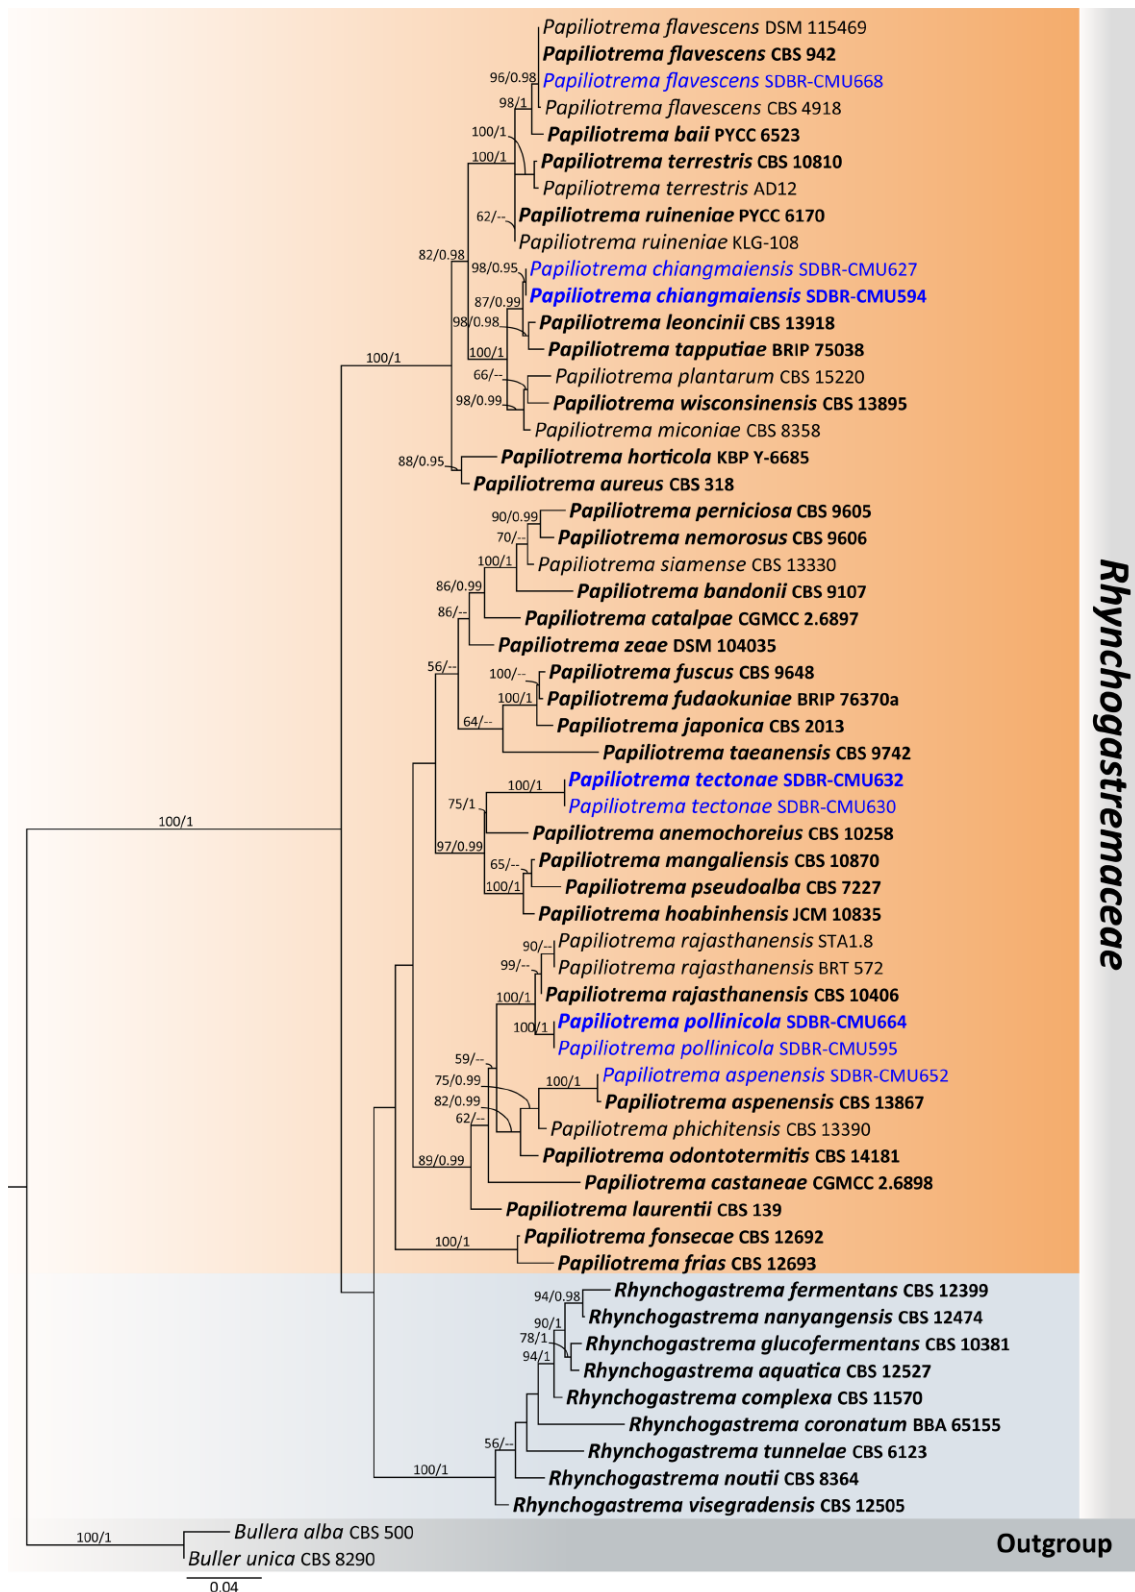 Papiliotrema flavescens DSM 115469
Papiliotrema flavescens CBS 942
96/0.98
Papiliotrema flavescens SDBR-CMU668
98/1
Papiliotrema flavescens CBS 4918
100/1
Papiliotrema baii PYCC 6523
100/1
Papiliotrema terrestris CBS 10810
Papiliotrema terrestris AD12
62/--
Papiliotrema ruineniae PYCC 6170
Papiliotrema ruineniae KLG-108
82/0.98
98/0.95
Papiliotrema chiangmaiensis SDBR-CMU627
87/0.99
Papiliotrema chiangmaiensis SDBR-CMU594
98/0.98
Papiliotrema leoncinii CBS 13918
100/1
100/1
Papiliotrema tapputiae BRIP 75038
66/--
Papiliotrema plantarum CBS 15220
98/0.99
Papiliotrema wisconsinensis CBS 13895
Papiliotrema miconiae CBS 8358
88/0.95
Papiliotrema horticola KBP Y-6685
Papiliotrema aureus CBS 318
90/0.99
Papiliotrema perniciosa CBS 9605
70/--
Papiliotrema nemorosus CBS 9606
100/1
Papiliotrema siamense CBS 13330
86/0.99
Papiliotrema bandonii CBS 9107
86/--
Papiliotrema catalpae CGMCC 2.6897
Papiliotrema zeae DSM 104035
56/--
100/--
Papiliotrema fuscus CBS 9648
100/1
Papiliotrema fudaokuniae BRIP 76370a
64/--
Papiliotrema japonica CBS 2013
Papiliotrema taeanensis CBS 9742
100/1
Papiliotrema tectonae SDBR-CMU632
75/1
Papiliotrema tectonae SDBR-CMU630
100/1
Papiliotrema anemochoreius CBS 10258
97/0.99
65/--
Papiliotrema mangaliensis CBS 10870
100/1
Papiliotrema pseudoalba CBS 7227
Papiliotrema hoabinhensis JCM 10835
90/--
Papiliotrema rajasthanensis STA1.8
99/--
Papiliotrema rajasthanensis BRT 572
100/1
Papiliotrema rajasthanensis CBS 10406
100/1
Papiliotrema pollinicola SDBR-CMU664
Papiliotrema pollinicola SDBR-CMU595
59/--
75/0.99
100/1
Papiliotrema aspenensis SDBR-CMU652
82/0.99
Papiliotrema aspenensis CBS 13867
62/--
Papiliotrema phichitensis CBS 13390
89/0.99
Papiliotrema odontotermitis CBS 14181
Papiliotrema castaneae CGMCC 2.6898
Papiliotrema laurentii CBS 139
100/1
Papiliotrema fonsecae CBS 12692
Papiliotrema frias CBS 12693
94/0.98
Rhynchogastrema fermentans CBS 12399
90/1
Rhynchogastrema nanyangensis CBS 12474
78/1
Rhynchogastrema glucofermentans CBS 10381
94/1
Rhynchogastrema aquatica CBS 12527
Rhynchogastrema complexa CBS 11570
Rhynchogastrema coronatum BBA 65155
56/--
Rhynchogastrema tunnelae CBS 6123
100/1
Rhynchogastrema noutii CBS 8364
Rhynchogastrema visegradensis CBS 12505
100/1
Bullera alba CBS 500
Buller unica CBS 8290
0.04
Rhynchogastremaceae
Outgroup